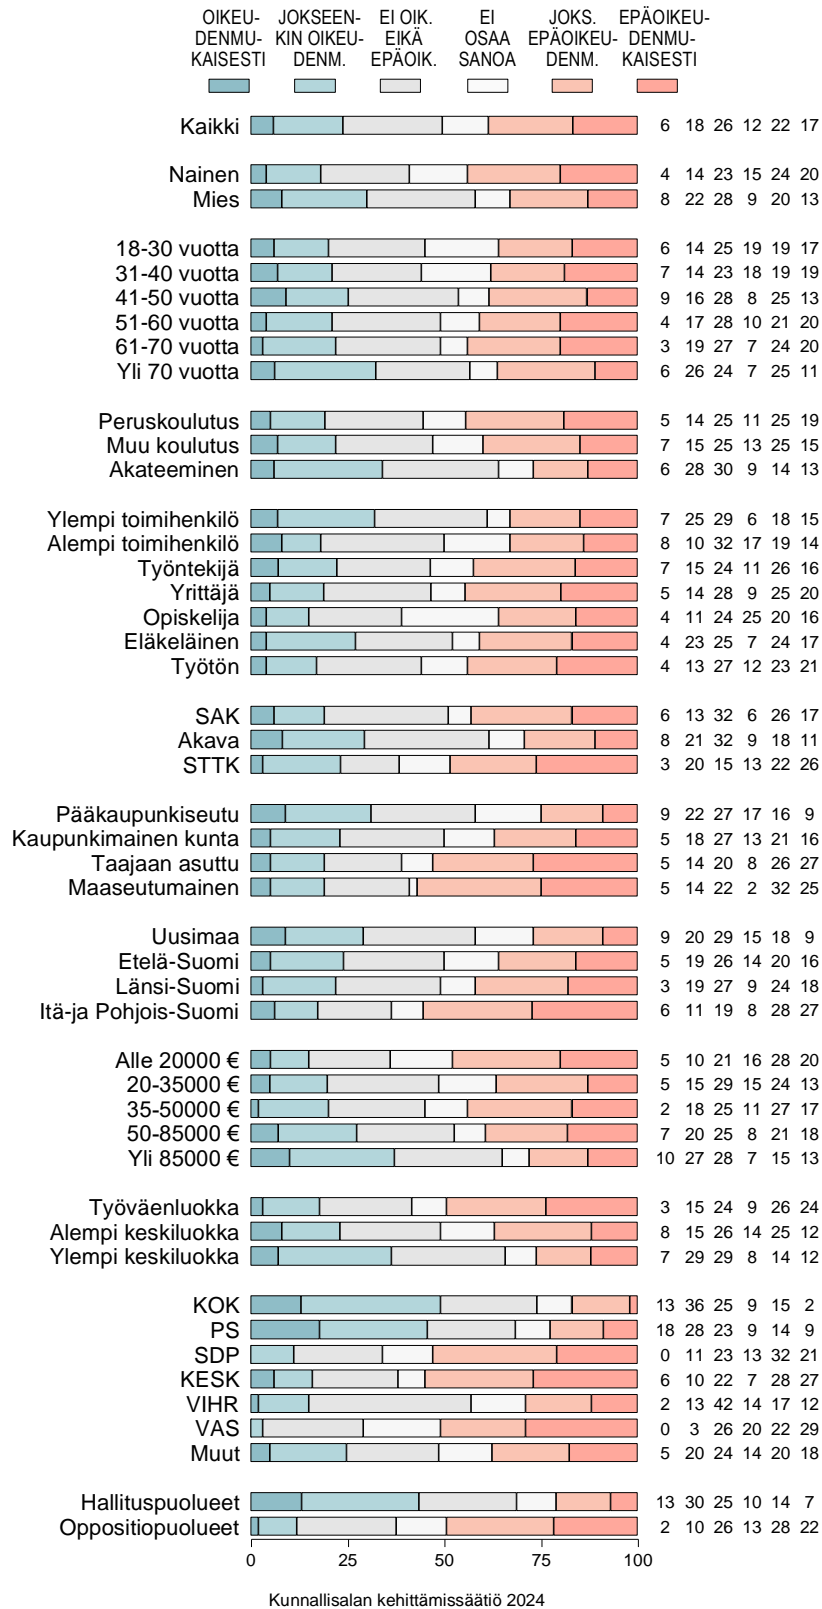 OIKEU- JOKSEEN- EI OIK. EI JOKS. EPÄOIKEU-
DENMU- KIN OIKEU- EIKÄ OSAA EPÄOIKEU- DENMU-
KAISESTI DENM. EPÄOIK. SANOA DENM. KAISESTI
Kaikki 6 18 26 12 22 17
Nainen 4 14 23 15 24 20
Mies 8 22 28 9 20 13
18-30 vuotta 6 14 25 19 19 17
31-40 vuotta 7 14 23 18 19 19
41-50 vuotta 9 16 28 8 25 13
51-60 vuotta 4 17 28 10 21 20
61-70 vuotta 3 19 27 7 24 20
Yli 70 vuotta 6 26 24 7 25 11
Peruskoulutus 5 14 25 11 25 19
Muu koulutus 7 15 25 13 25 15
Akateeminen 6 28 30 9 14 13
Ylempi toimihenkilö 7 25 29 6 18 15
Alempi toimihenkilö 8 10 32 17 19 14
Työntekijä 7 15 24 11 26 16
Yrittäjä 5 14 28 9 25 20
Opiskelija 4 11 24 25 20 16
Eläkeläinen 4 23 25 7 24 17
Työtön 4 13 27 12 23 21
SAK 6 13 32 6 26 17
Akava 8 21 32 9 18 11
STTK 3 20 15 13 22 26
Pääkaupunkiseutu 9 22 27 17 16 9
Kaupunkimainen kunta 5 18 27 13 21 16
Taajaan asuttu 5 14 20 8 26 27
Maaseutumainen 5 14 22 2 32 25
Uusimaa 9 20 29 15 18 9
Etelä-Suomi 5 19 26 14 20 16
Länsi-Suomi 3 19 27 9 24 18
Itä-ja Pohjois-Suomi 6 11 19 8 28 27
Alle 20000 € 5 10 21 16 28 20
20-35000 € 5 15 29 15 24 13
35-50000 € 2 18 25 11 27 17
50-85000 € 7 20 25 8 21 18
Yli 85000 € 10 27 28 7 15 13
Työväenluokka 3 15 24 9 26 24
Alempi keskiluokka 8 15 26 14 25 12
Ylempi keskiluokka 7 29 29 8 14 12
KOK 13 36 25 9 15 2
PS 18 28 23 9 14 9
SDP 0 11 23 13 32 21
KESK 6 10 22 7 28 27
VIHR 2 13 42 14 17 12
VAS 0 3 26 20 22 29
Muut 5 20 24 14 20 18
Hallituspuolueet 13 30 25 10 14 7
Oppositiopuolueet 2 10 26 13 28 22
0 25 50 75 100
Kunnallisalan kehittämissäätiö 2024